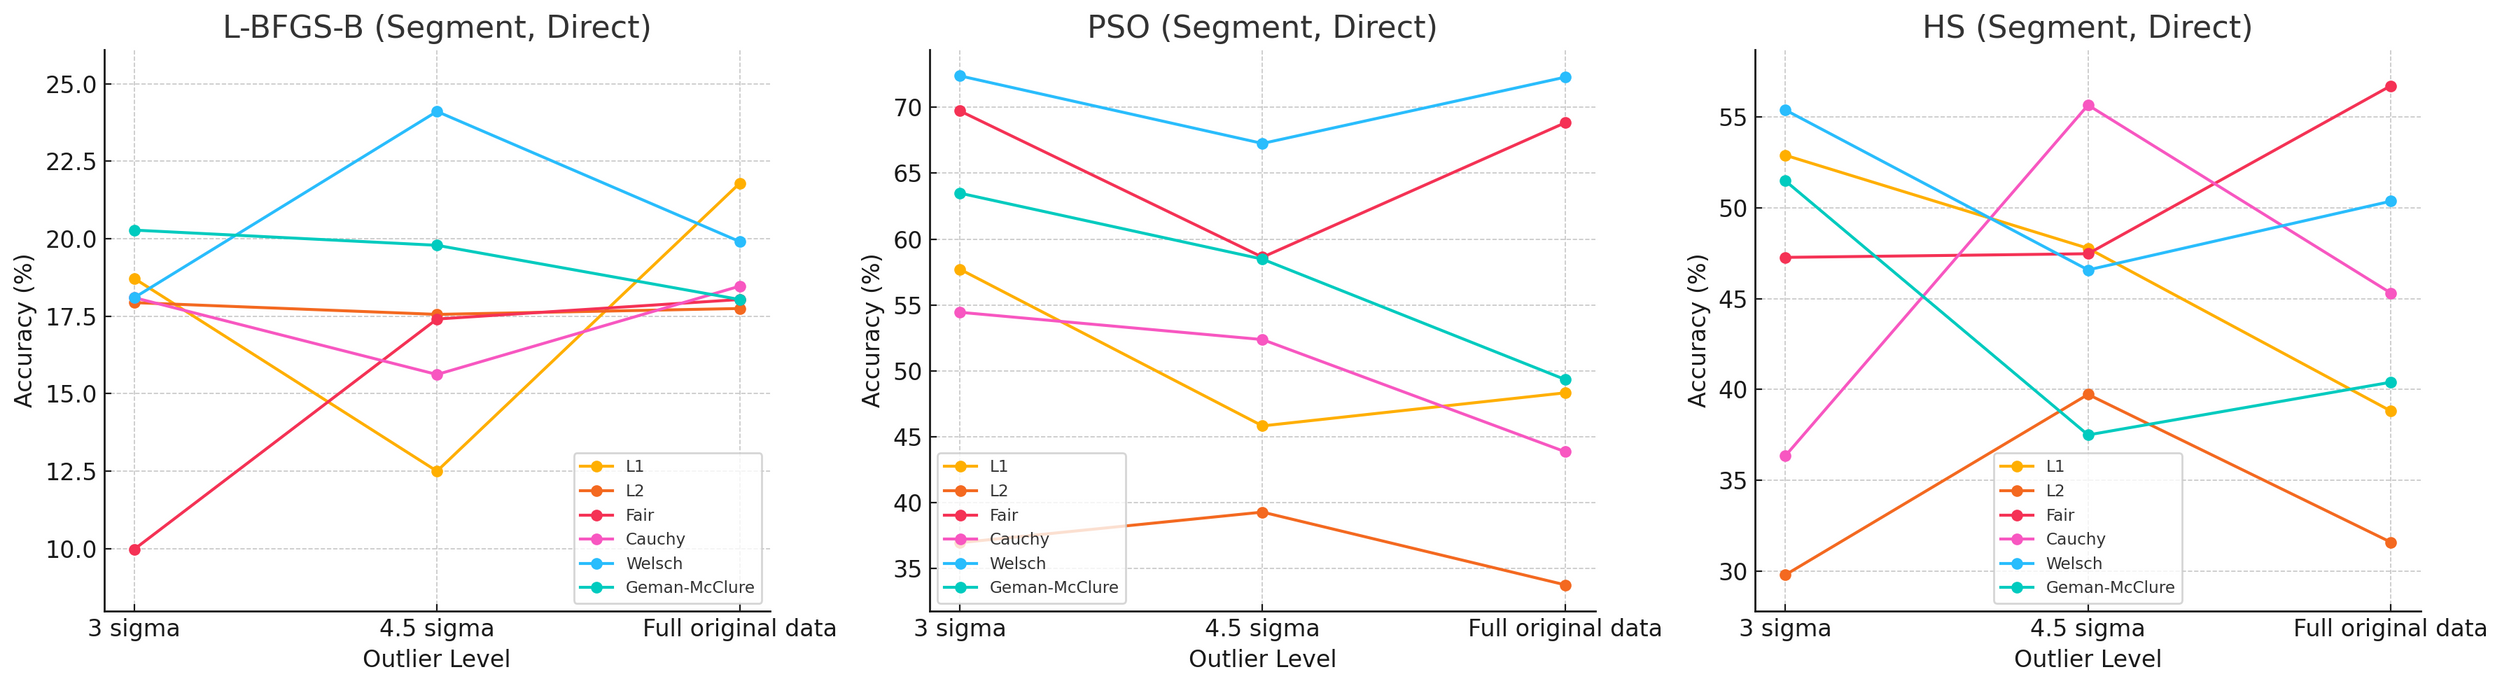 L-BFGS-B (Segment, Direct)
Accuracy (%)
25.0
22.5
20.0
17.5
15.0
12.5
10.0
L1
L2
Fair
Cauchy
Welsch
Geman-McClure
3 sigma
4.5 sigma
Full original data
Outlier Level
PSO (Segment, Direct)
Accuracy (%)
70
65
60
55
50
45
40
35
L1
L2
Fair
Cauchy
Welsch
Geman-McClure
3 sigma
4.5 sigma
Full original data
Outlier Level
HS (Segment, Direct)
Accuracy (%)
55
50
45
40
35
30
L1
L2
Fair
Cauchy
Welsch
Geman-McClure
3 sigma
4.5 sigma
Full original data
Outlier Level